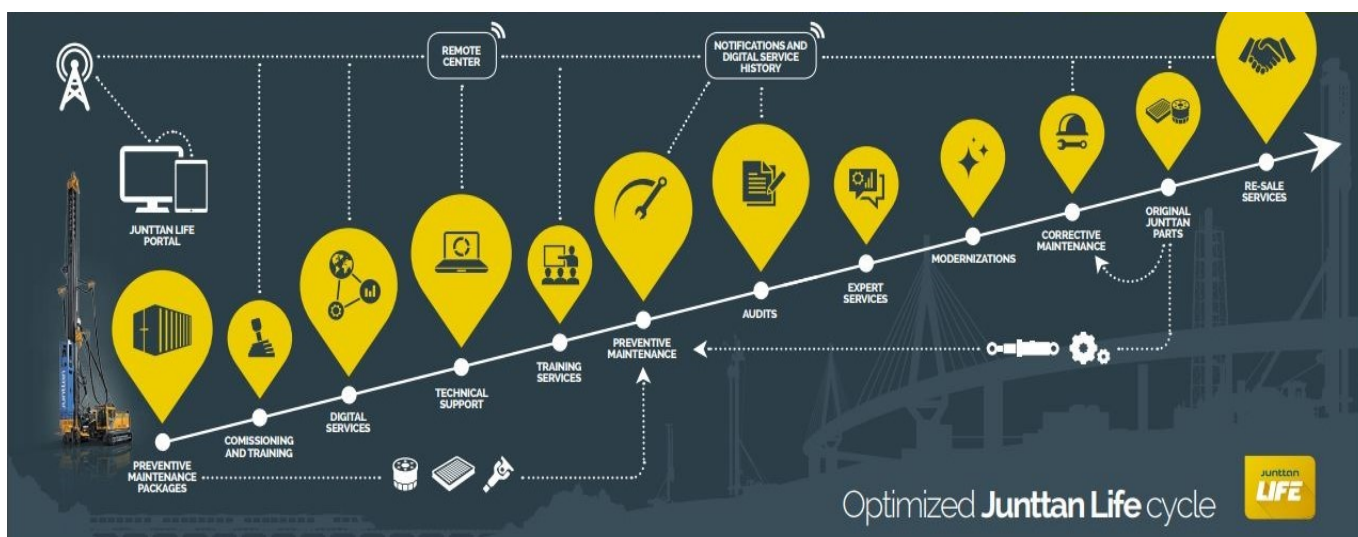 REMOTE
CENTER
NOTIFICATIONS AND
DIGITAL SERVICE
HISTORY
JUNTTAN LIFE
PORTAL
PREVENTIVE
MAINTENANCE
PACKAGES
COMISSIONING
AND TRAINING
DIGITAL
SERVICES
TECHNICAL
SUPPORT
TRAINING
SERVICES
PREVENTIVE
MAINTENANCE
AUDITS
EXPERT
SERVICES
MODERNIZATIONS
CORRECTIVE
MAINTENANCE
ORIGINAL
JUNTTAN
PARTS
RE-SALE
SERVICES
junttan
Optimized Junttan Life cycle
junttan
LIFE